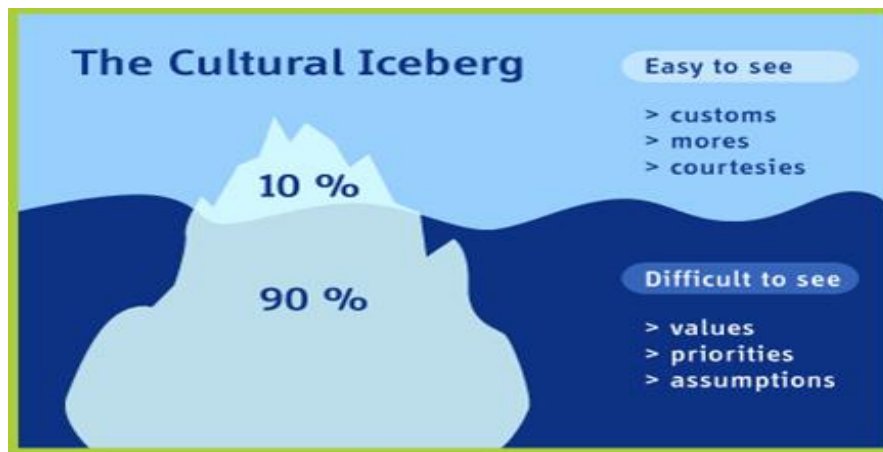 The Cultural Iceberg
10 %
90 %
Easy to see
> customs
> mores
> courtesies
Difficult to see
> values
> priorities
> assumptions